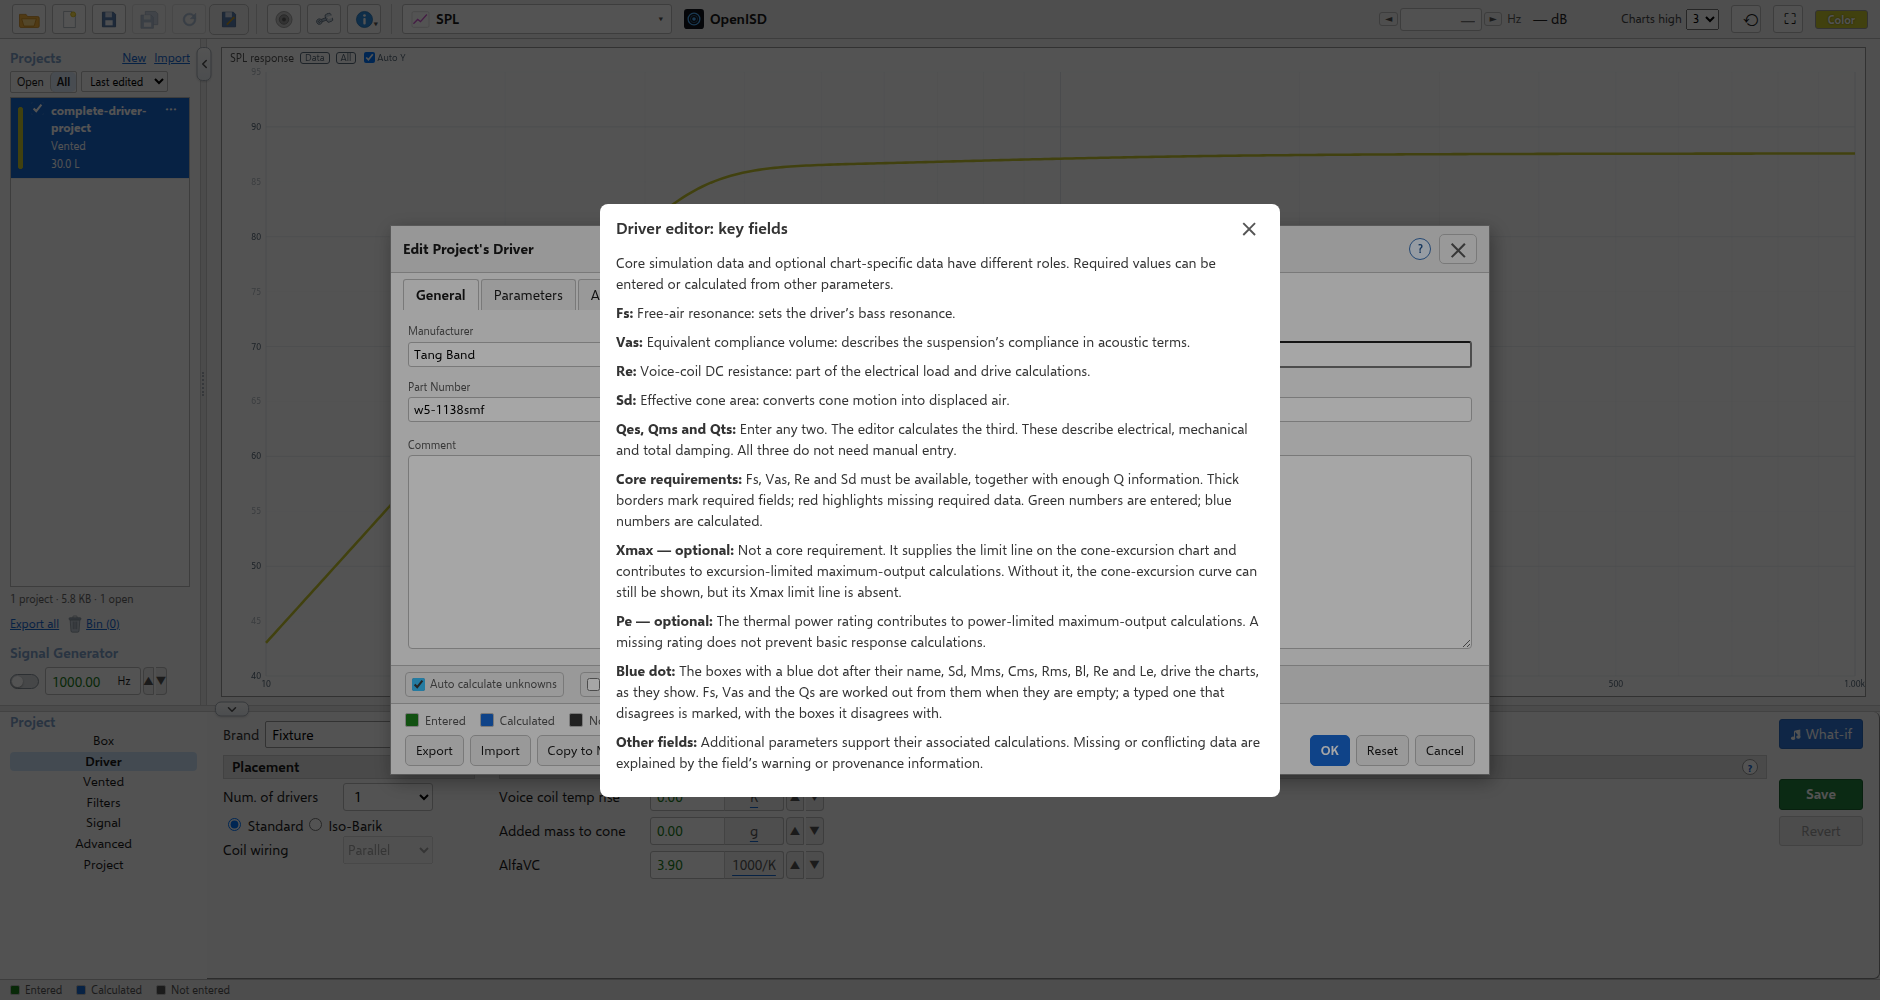 SPL
OpenISD
—
Hz
— dB
Charts high
3
Color
Projects
New
Import
Open
All
Last edited
complete-driver-
project
Vented
30.0 L
1 project · 5.8 KB · 1 open
Export all
Bin (0)
Signal Generator
1000.00
Hz
SPL response
Data
All
Auto Y
95
90
85
80
75
70
65
60
55
50
45
40
10
500
1.00k
Edit Project's Driver
?
General
Parameters
A
Manufacturer
Tang Band
Part Number
w5-1138smf
Comment
Auto calculate unknowns
Entered
Calculated
Export
Import
OK
Reset
Cancel
Driver editor: key fields
Core simulation data and optional chart-specific data have different roles. Required values can be
entered or calculated from other parameters.
Fs: Free-air resonance: sets the driver’s bass resonance.
Vas: Equivalent compliance volume: describes the suspension’s compliance in acoustic terms.
Re: Voice-coil DC resistance: part of the electrical load and drive calculations.
Sd: Effective cone area: converts cone motion into displaced air.
Qes, Qms and Qts: Enter any two. The editor calculates the third. These describe electrical, mechanical
and total damping. All three do not need manual entry.
Core requirements: Fs, Vas, Re and Sd must be available, together with enough Q information. Thick
borders mark required fields; red highlights missing required data. Green numbers are entered; blue
numbers are calculated.
Xmax — optional: Not a core requirement. It supplies the limit line on the cone-excursion chart and
contributes to excursion-limited maximum-output calculations. Without it, the cone-excursion curve can
still be shown, but its Xmax limit line is absent.
Pe — optional: The thermal power rating contributes to power-limited maximum-output calculations. A
missing rating does not prevent basic response calculations.
Blue dot: The boxes with a blue dot after their name, Sd, Mms, Cms, Rms, Bl, Re and Le, drive the charts,
as they show. Fs, Vas and the Qs are worked out from them when they are empty; a typed one that
disagrees is marked, with the boxes it disagrees with.
Other fields: Additional parameters support their associated calculations. Missing or conflicting data are
explained by the field’s warning or provenance information.
Project
Box
Driver
Vented
Filters
Signal
Advanced
Project
Brand
Fixture
Placement
Num. of drivers
1
Standard
Iso-Barik
Coil wiring
Parallel
Voice coil temp rise
0.00
K
Added mass to cone
0.00
g
AlfaVC
3.90
1000/K
?
What-if
Save
Revert
Entered
Calculated
Not entered